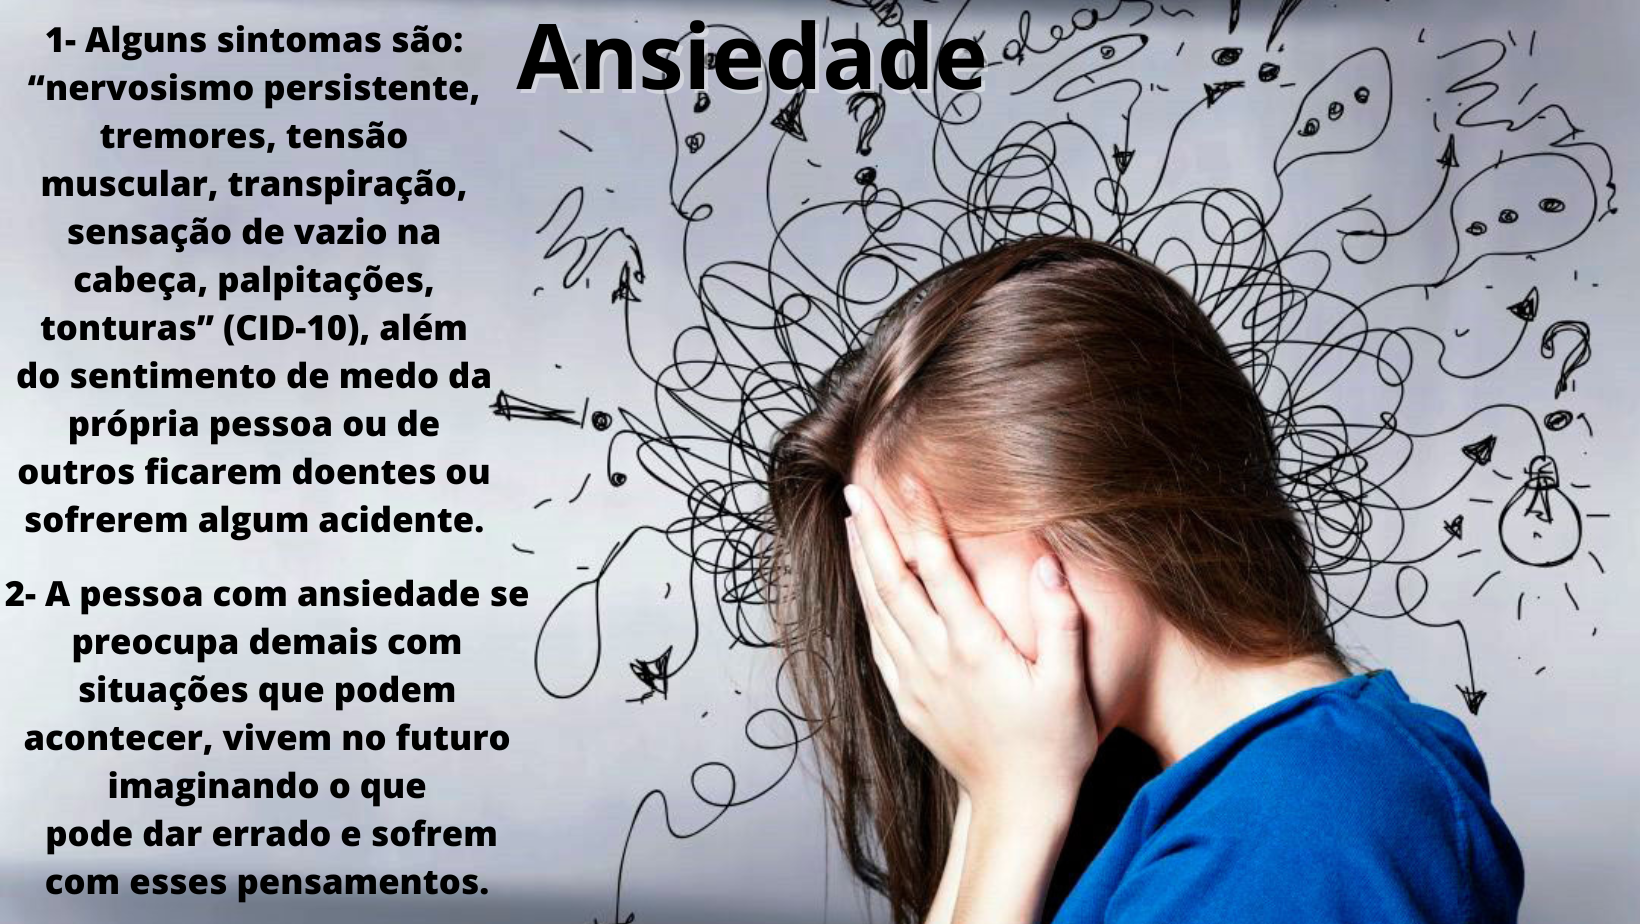 Ansiedade
1- Alguns sintomas são:
“nervosismo persistente,
tremores, tensão
muscular, transpiração,
sensação de vazio na
cabeça, palpitações,
tonturas” (CID-10), além
do sentimento de medo da
própria pessoa ou de
outros ficarem doentes ou
sofrerem algum acidente.
2- A pessoa com ansiedade se
preocupa demais com
situações que podem
acontecer, vivem no futuro
imaginando o que
pode dar errado e sofrem
com esses pensamentos.
ideas